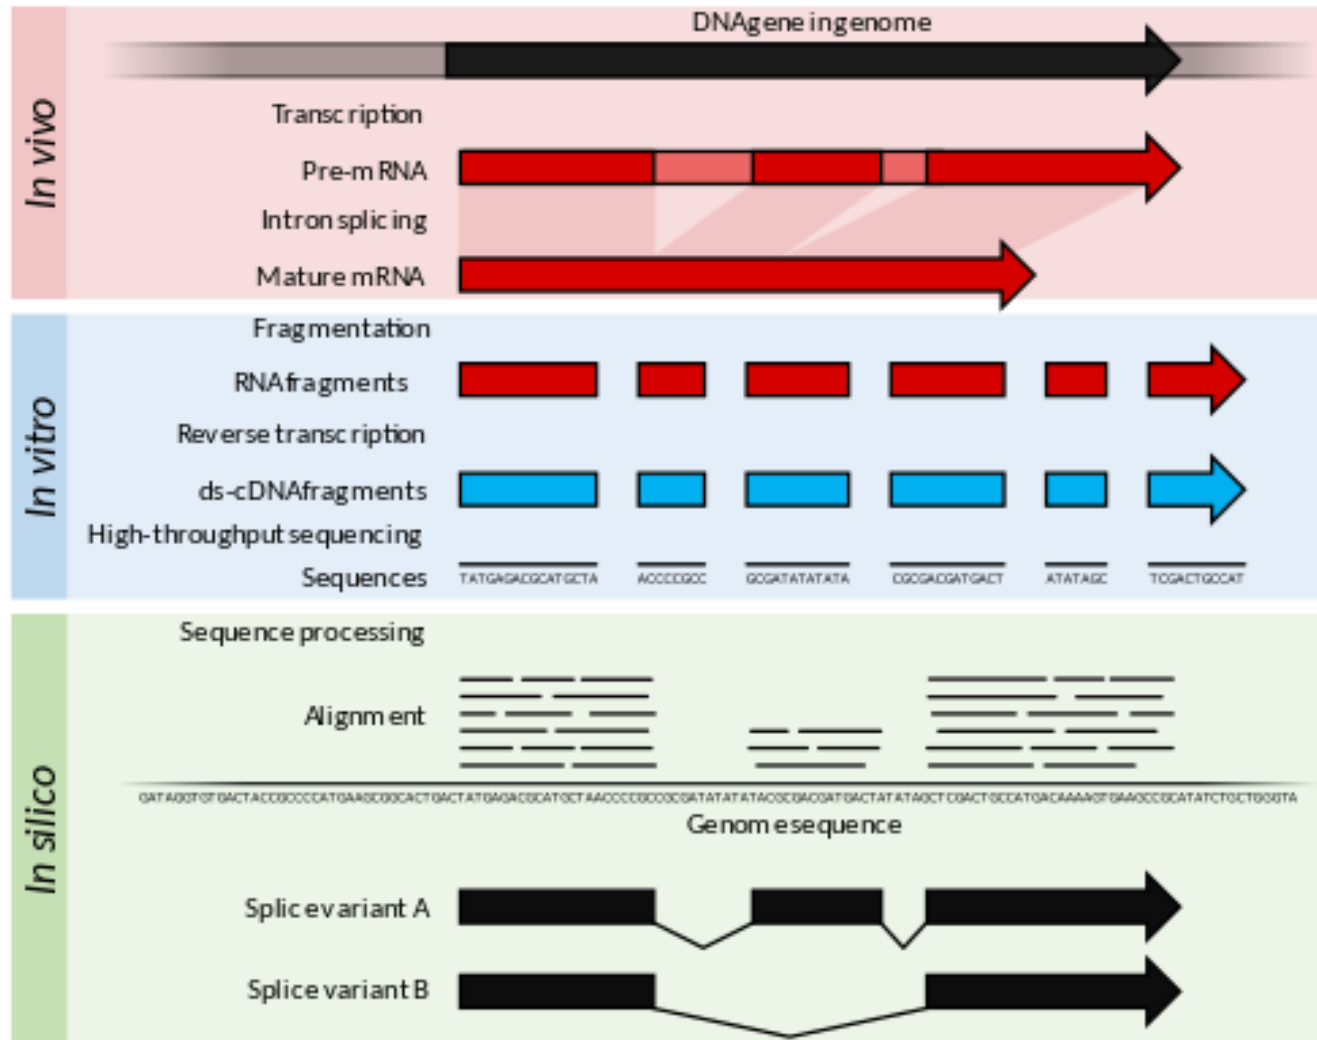 DNA gene in genome
In vivo
Transcription
Pre-mRNA
Intron splicing
Mature mRNA
In vitro
Fragmentation
RNA fragments
Reverse transcription
ds-cDNA fragments
High-throughput sequencing
Sequences
TATGAGACGCATGCTA ACCCCGCC GCGATATATATA CGCGACGATGACT ATATAGC TCGACTGCCAT
In silico
Sequence processing
Alignment
GATAGGTGTGACTACCGCCCCATGAAGCGGCACTGACTATGAGACGCATGCTAACCCCGCCGCGATATATATACGCGACGATGACTATATAGCTCGACTGCCATGACAAAAGTGAAGCCGCATATCTGCTGGGTA
Genome sequence
Splice variant A
Splice variant B